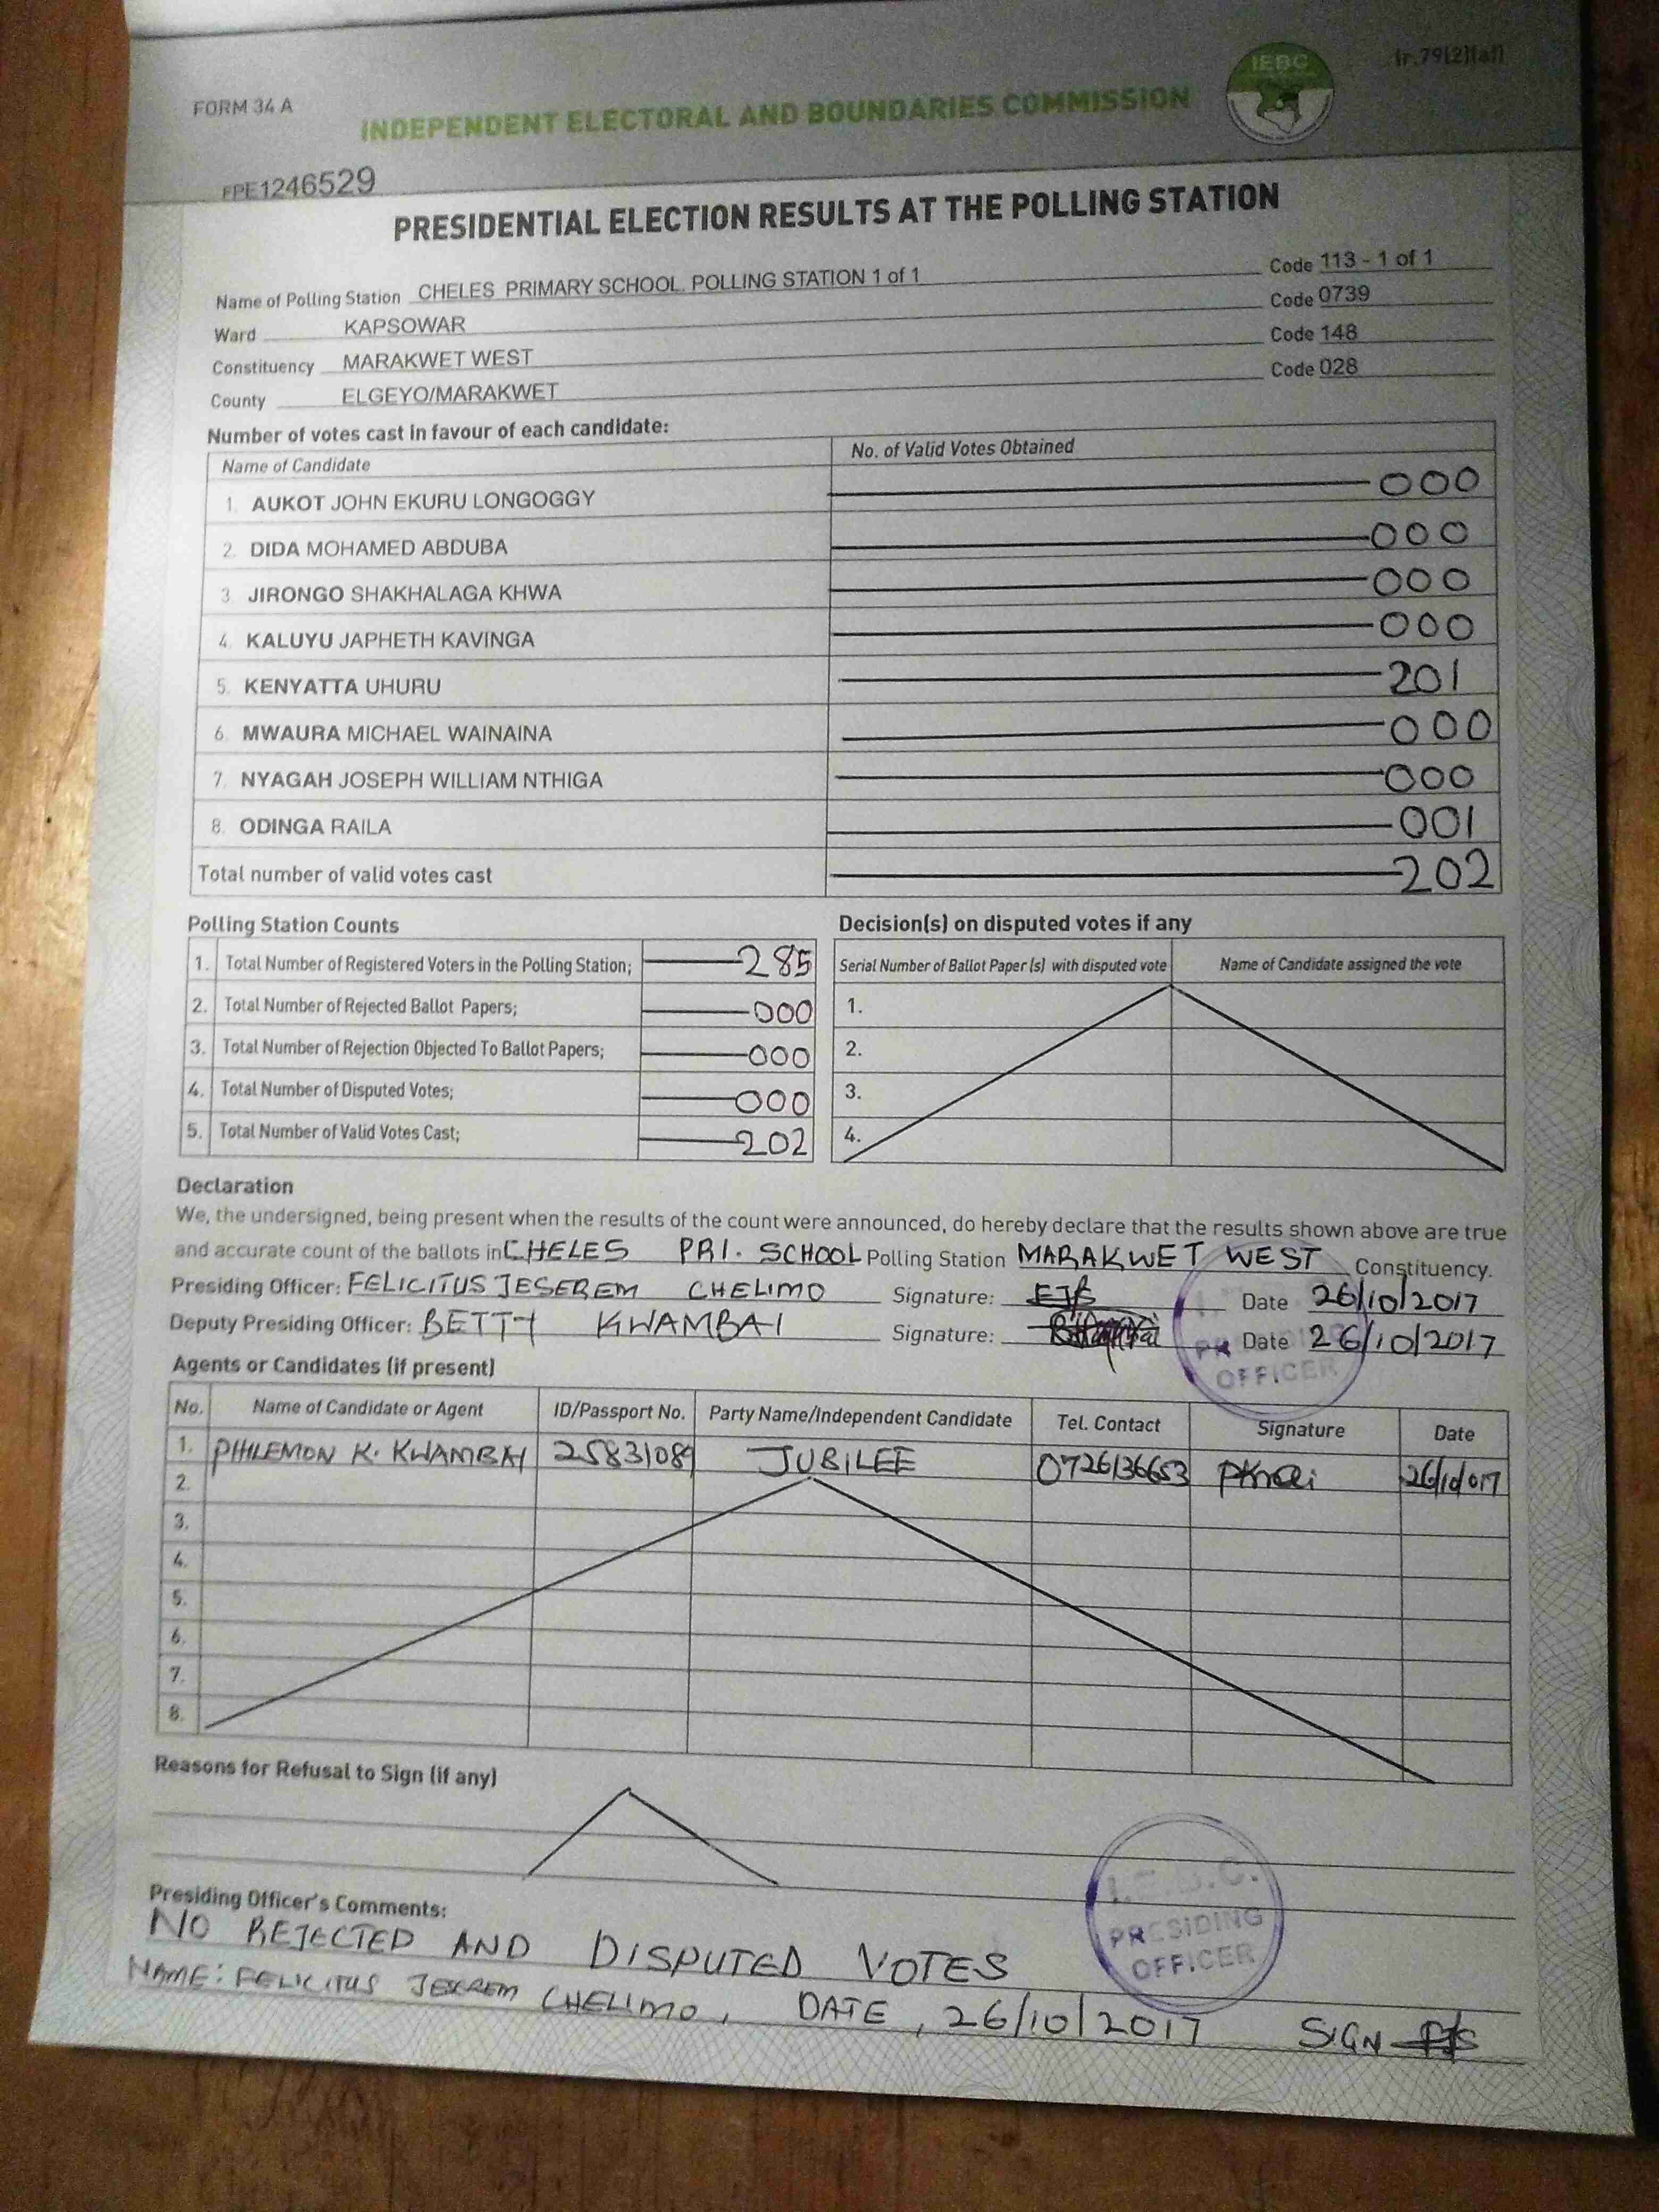 FORM 34 A
INDEPENDENT ELECTORAL AND BOUNDARIES COMMISSION
IEBC
(r.79(2)(a))
FPE1246529
PRESIDENTIAL ELECTION RESULTS AT THE POLLING STATION
Name of Polling Station CHELES PRIMARY SCHOOL POLLING STATION 1 of 1 Code 113 - 1 of 1
Ward KAPSOWAR Code 0739
Constituency MARAKWET WEST Code 148
County ELGEYO/MARAKWET Code 028
Number of votes cast in favour of each candidate:
Name of Candidate No. of Valid Votes Obtained
1. AUKOT JOHN EKURU LONGOGGY 000
2. DIDA MOHAMED ABDUBA 000
3. JIRONGO SHAKHALAGA KHWA 000
4. KALUYU JAPHETH KAVINGA 000
5. KENYATTA UHURU 201
6. MWAURA MICHAEL WAINAINA 000
7. NYAGAH JOSEPH WILLIAM NTHIGA 000
8. ODINGA RAILA 001
Total number of valid votes cast 202
Polling Station Counts
1. Total Number of Registered Voters in the Polling Station; 285
2. Total Number of Rejected Ballot Papers; 000
3. Total Number of Rejection Objected To Ballot Papers; 000
4. Total Number of Disputed Votes; 000
5. Total Number of Valid Votes Cast; 202
Decision(s) on disputed votes if any
Serial Number of Ballot Paper (s) with disputed vote Name of Candidate assigned the vote
1.
2.
3.
4.
Declaration
We, the undersigned, being present when the results of the count were announced, do hereby declare that the results shown above are true
and accurate count of the ballots in CHELES PRI. SCHOOL Polling Station MARAKWET WEST Constituency.
Presiding Officer: FELICITUS JESEREM CHELIMO Signature: Date 26/10/2017
Deputy Presiding Officer: BETTY KWAMBAI Signature: Date 26/10/2017
PRESIDING
OFFICER
Agents or Candidates (if present)
No. Name of Candidate or Agent ID/Passport No. Party Name/Independent Candidate Tel. Contact Signature Date
1. PHILEMON K. KWAMBAI 25831089 JUBILEE 0726136653 26/10/017
2.
3.
4.
5.
6.
7.
8.
Reasons for Refusal to Sign (if any)
Presiding Officer's Comments:
NO REJECTED AND DISPUTED VOTES
NAME: FELICITUS JESEREM CHELIMO, DATE, 26/10/2017 SIGN
I.E.B.C.
PRESIDING
OFFICER